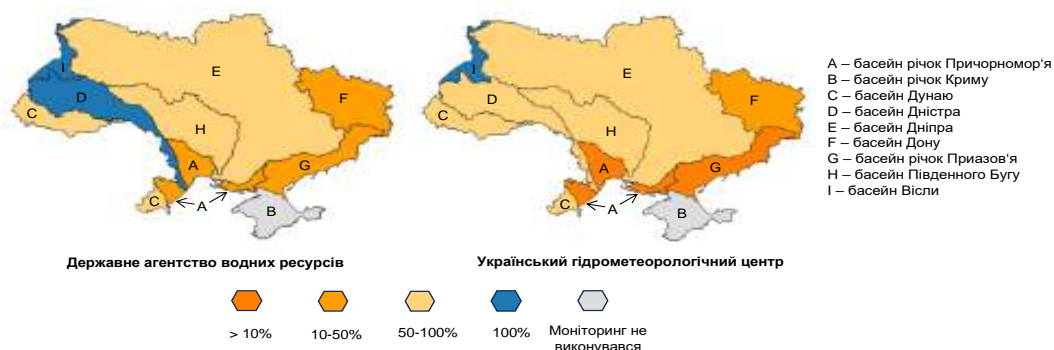 I
E
F
D
C
H
A
G
C
A
B
I
E
F
D
C
H
A
G
C
A
B
A – басейн річок Причорномор'я
B – басейн річок Криму
C – басейн Дунаю
D – басейн Дністра
E – басейн Дніпра
F – басейн Дону
G – басейн річок Приазов'я
H – басейн Південного Бугу
I – басейн Вісли
Державне агентство водних ресурсів
Український гідрометеорологічний центр
> 10%
10-50%
50-100%
100%
Моніторинг не
виконувався